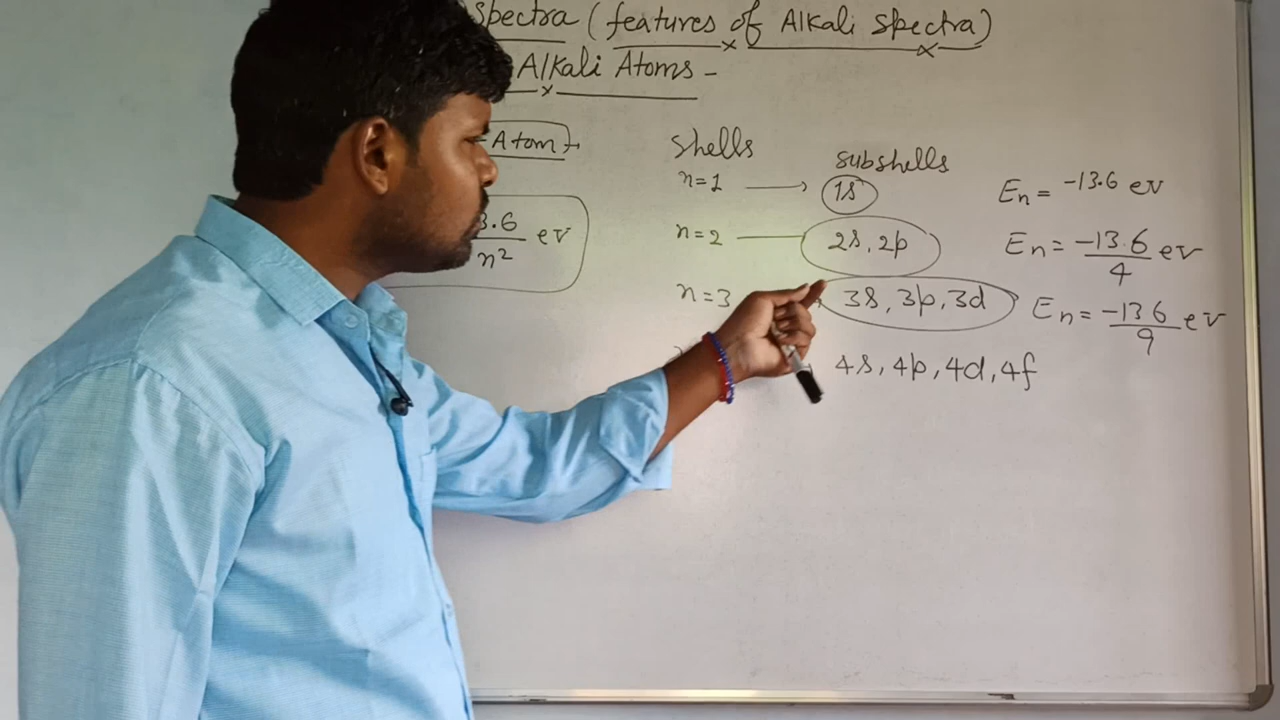 spectra (features of Alkali spectra)
Alkali Atoms -
Atom →
3.6 / n² ev
shells subshells
n=1 → 1s En = -13.6 ev
n=2 — 2s, 2p En = -13.6 / 4 ev
n=3 3s, 3p, 3d En = -13.6 / 9 ev
4s, 4p, 4d, 4f